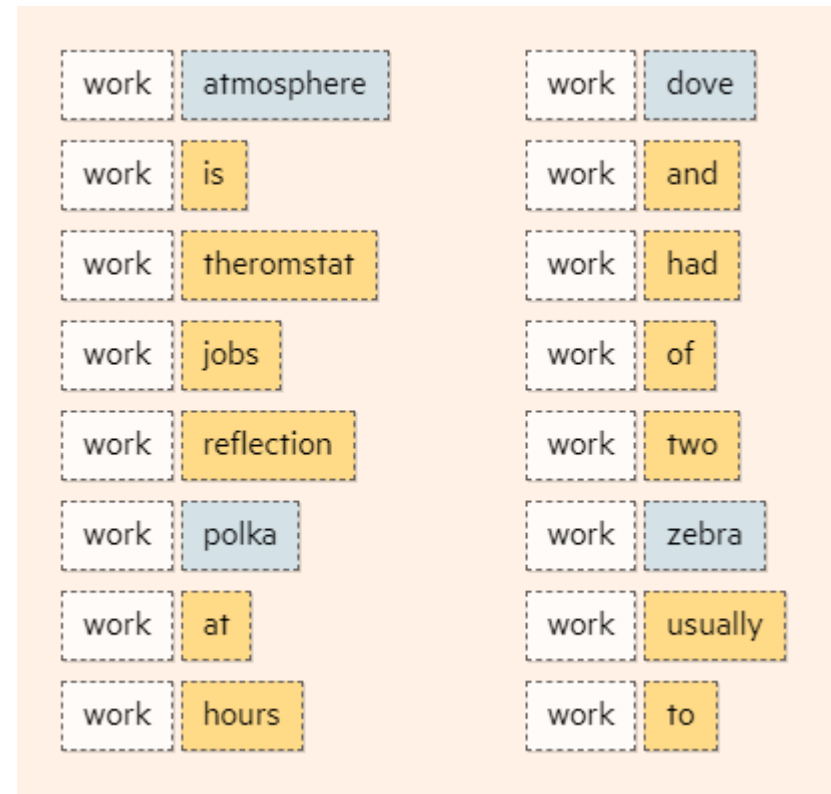 work atmosphere
work is
work theromstat
work jobs
work reflection
work polka
work at
work hours
work dove
work and
work had
work of
work two
work zebra
work usually
work to